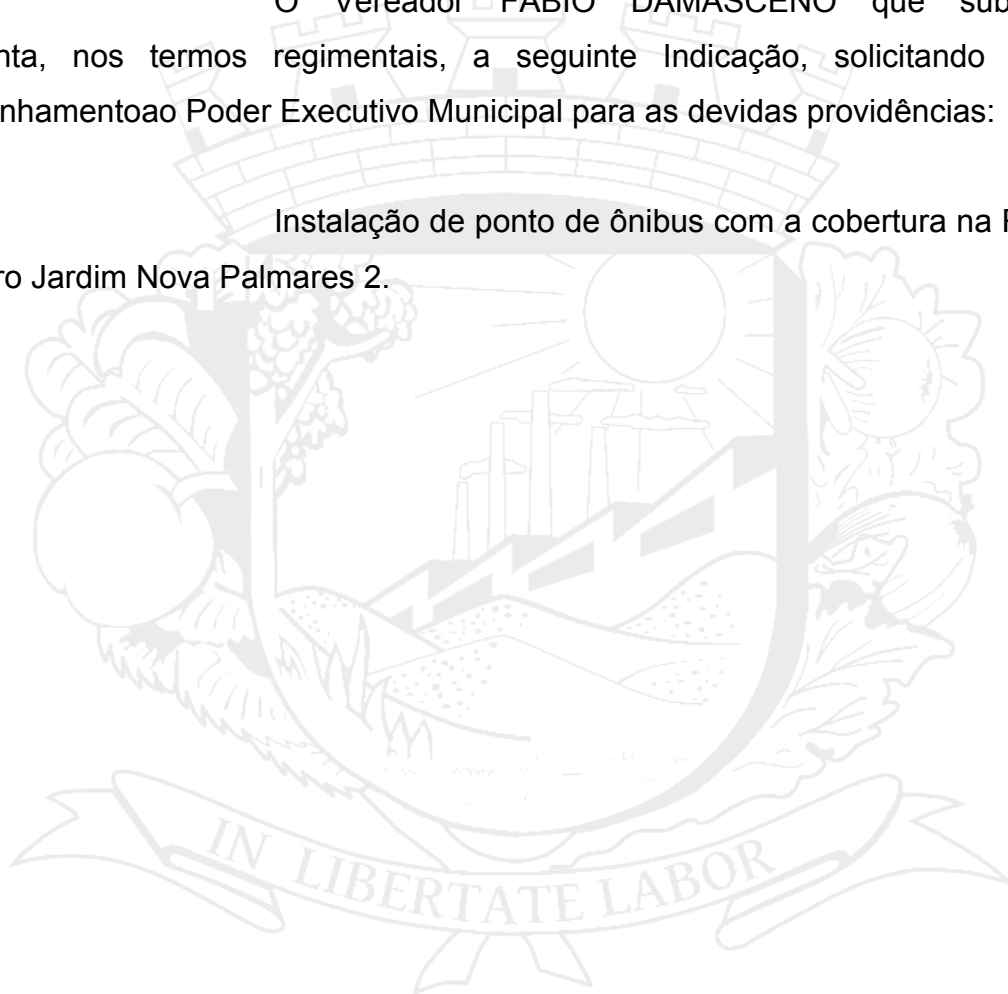 O Vereador FÁBIO DAMASCENO que sub
nta, nos termos regimentais, a seguinte Indicação, solicitando
nhamentoao Poder Executivo Municipal para as devidas providências:
Instalação de ponto de ônibus com a cobertura na
ro Jardim Nova Palmares 2.
IN LIBERTATE LABOR